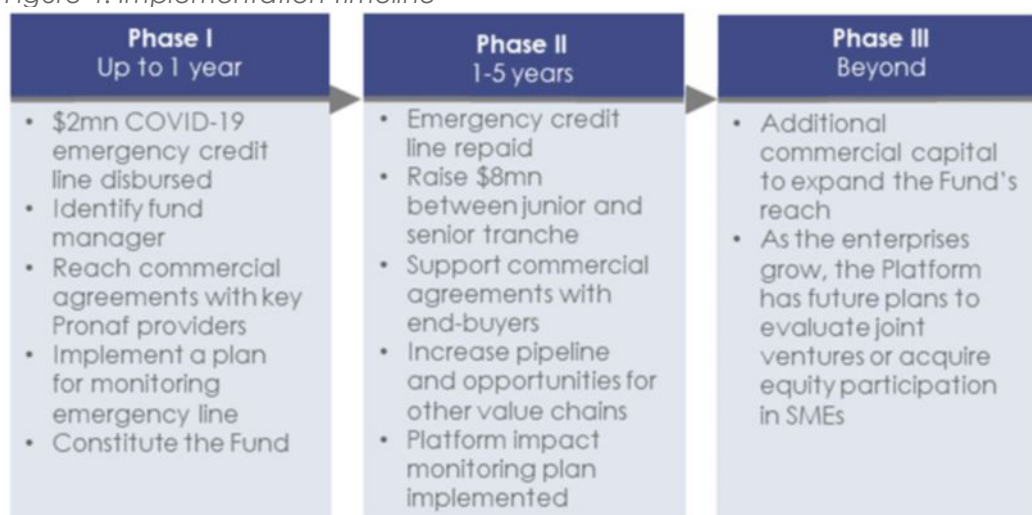 Figure 4: Implementation Timeline
Phase I
Up to 1 year
• $2mn COVID-19
emergency credit
line disbursed
• Identify fund
manager
• Reach commercial
agreements with key
Pronaf providers
• Implement a plan
for monitoring
emergency line
• Constitute the Fund
Phase II
1-5 years
• Emergency credit
line repaid
• Raise $8mn
between junior and
senior tranche
• Support commercial
agreements with
end-buyers
• Increase pipeline
and opportunities for
other value chains
• Platform impact
monitoring plan
implemented
Phase III
Beyond
• Additional
commercial capital
to expand the Fund's
reach
• As the enterprises
grow, the Platform
has future plans to
evaluate joint
ventures or acquire
equity participation
in SMEs